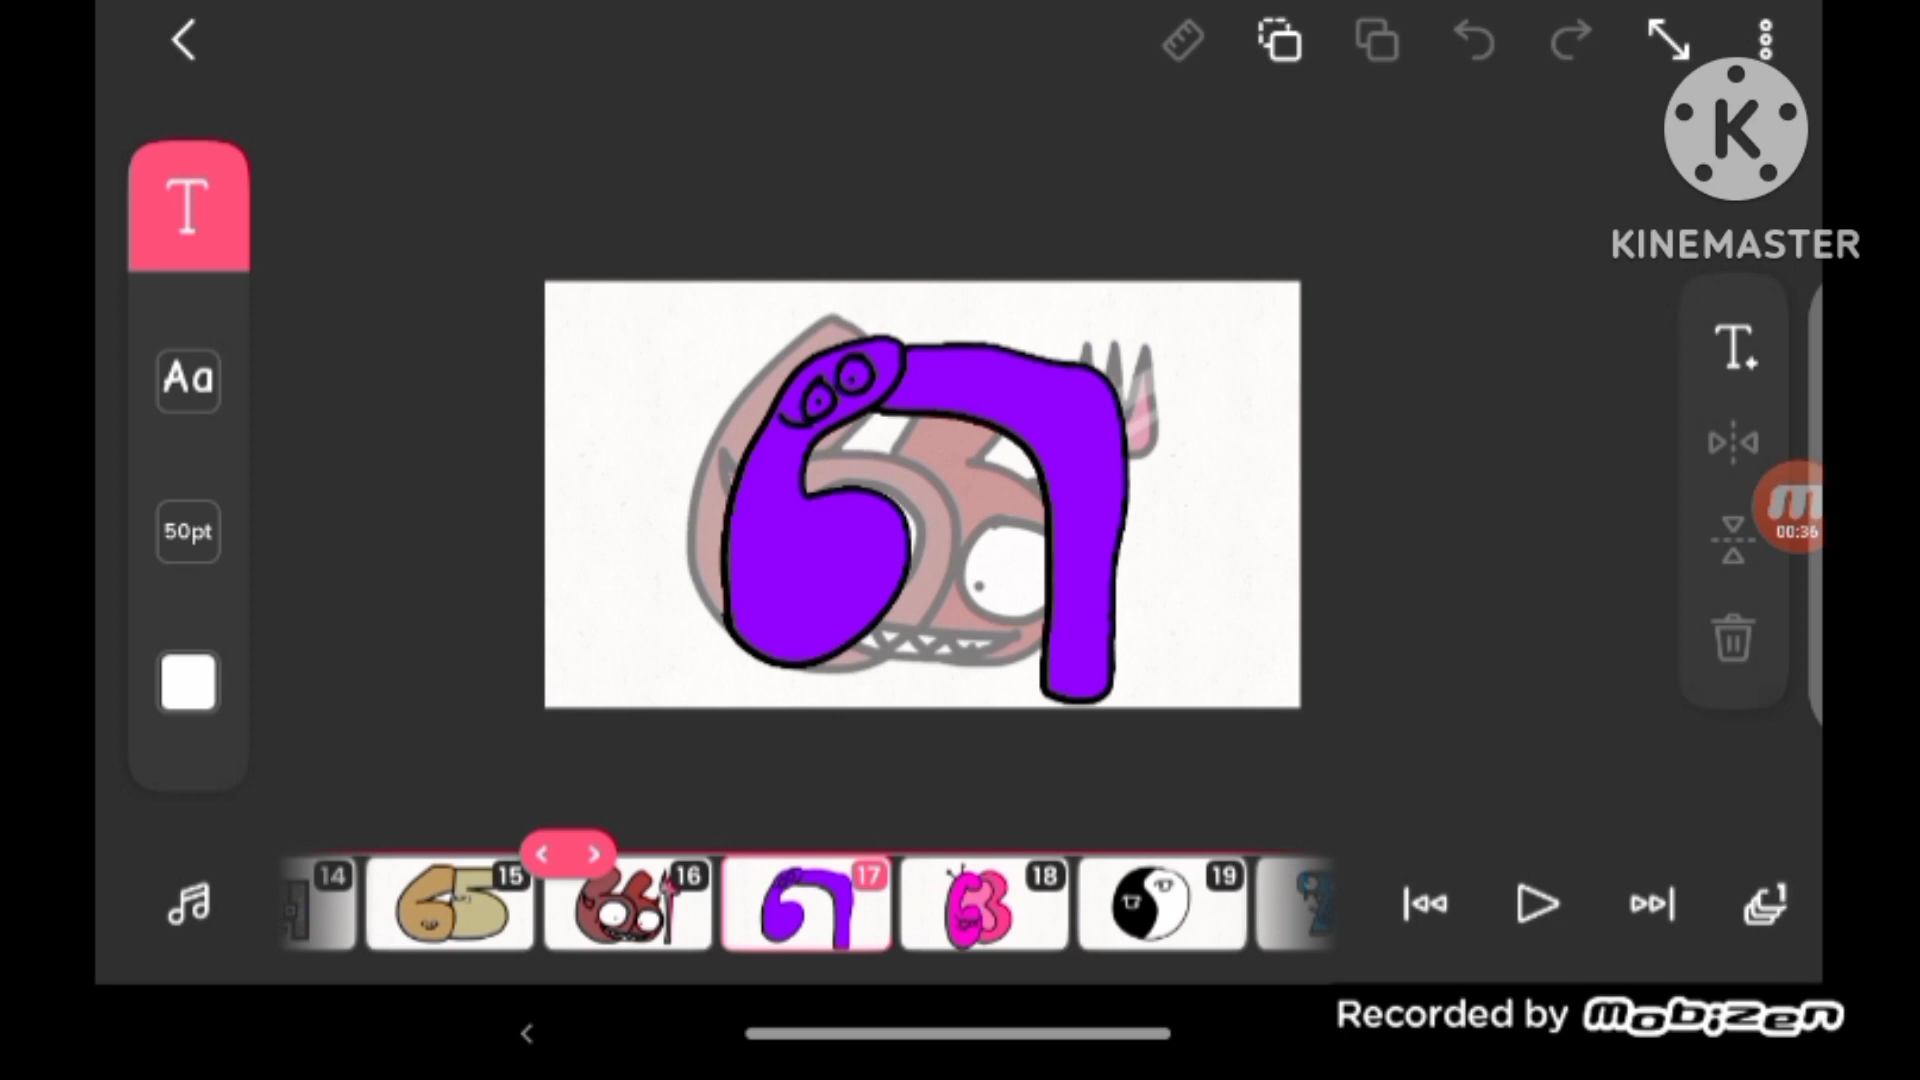 K
KINEMASTER
T
Aa
50pt
T
00:36
14
15
16
17
18
19
Recorded by mobizen